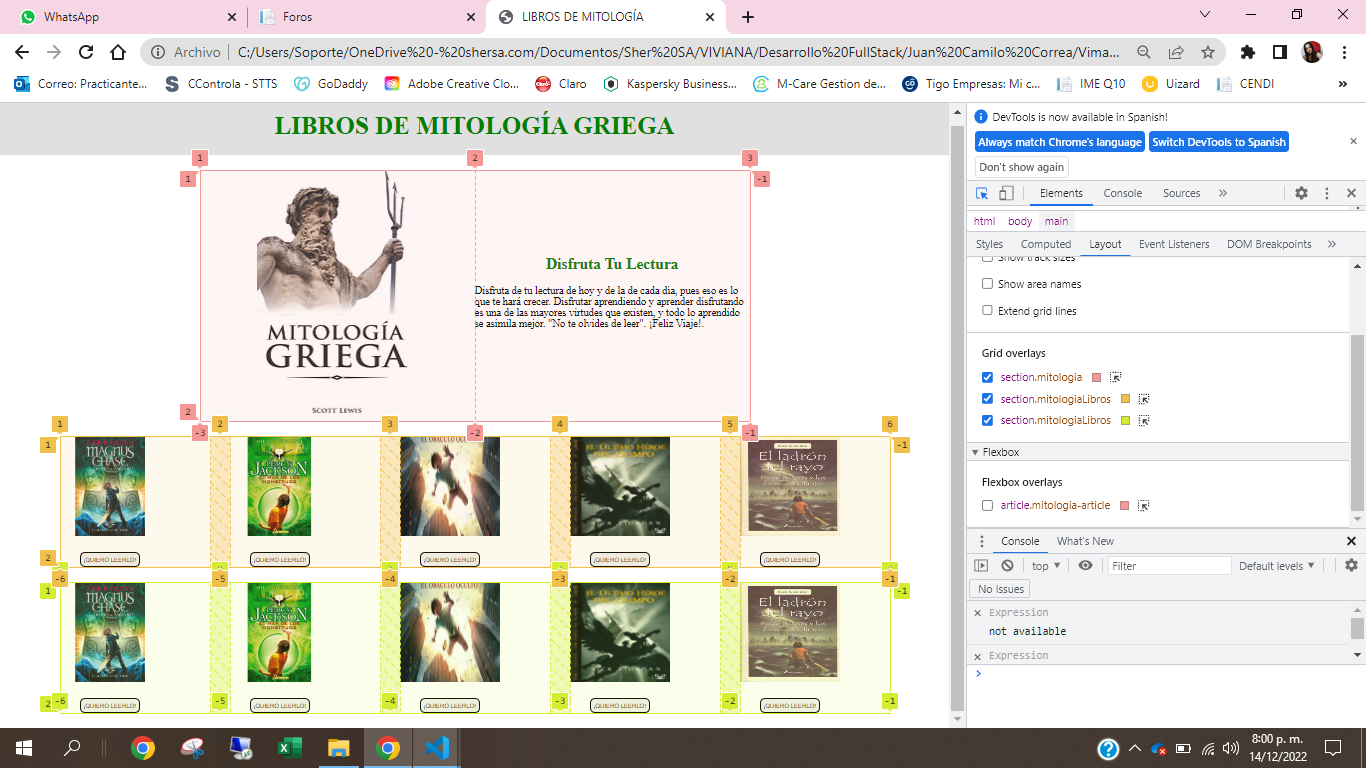 WhatsApp
Foros
LIBROS DE MITOLOGÍA
Archivo
C:/Users/Soporte/OneDrive%20-%20shersa.com/Documentos/Sher%20SA/VIVIANA/Desarrollo%20FullStack/Juan%20Camilo%20Correa/Vima...
Correo: Practicante...
CControla - STTS
GoDaddy
Adobe Creative Clo...
Claro
Kaspersky Business...
M-Care Gestion de...
Tigo Empresas: Mi c...
IME Q10
Uizard
CENDI
»
LIBROS DE MITOLOGÍA GRIEGA
1 2 3
1 -1
MITOLOGÍA
GRIEGA
SCOTT LEWIS
Disfruta Tu Lectura
Disfruta de tu lectura de hoy y de la de cada dia, pues eso es lo
que te hará crecer. Disfrutar aprendiendo y aprender disfrutando
es una de las mayores virtudes que existen, y todo lo aprendido
se asimila mejor. "No te olvides de leer". ¡Feliz Viaje!.
2
-3 -2 -1
1 2 3 4 5 6
1 -1
MAGNUS
CHASE
PERCY
JACKSON
EL MAR DE LOS
MONSTRUOS
EL ORÁCULO OCULTO
EL ÚLTIMO HÉROE
DEL OLIMPO
El ladrón
del rayo
¡QUIERO LEERLO! ¡QUIERO LEERLO! ¡QUIERO LEERLO! ¡QUIERO LEERLO! ¡QUIERO LEERLO!
2
-6 -5 -4 -3 -2 -1
1 -1
MAGNUS
CHASE
PERCY
JACKSON
EL MAR DE LOS
MONSTRUOS
EL ORÁCULO OCULTO
EL ÚLTIMO HÉROE
DEL OLIMPO
El ladrón
del rayo
¡QUIERO LEERLO! ¡QUIERO LEERLO! ¡QUIERO LEERLO! ¡QUIERO LEERLO! ¡QUIERO LEERLO!
2 -6 -5 -4 -3 -2 -1
DevTools is now available in Spanish!
Always match Chrome's language
Switch DevTools to Spanish
Don't show again
Elements
Console
Sources
»
html body main
Styles
Computed
Layout
Event Listeners
DOM Breakpoints
»
Show track sizes
Show area names
Extend grid lines
Grid overlays
section.mitologia
section.mitologiaLibros
section.mitologiaLibros
Flexbox
Flexbox overlays
article.mitologia-article
Console
What's New
top
Filter
Default levels
No Issues
Expression
not available
Expression
8:00 p. m.
14/12/2022